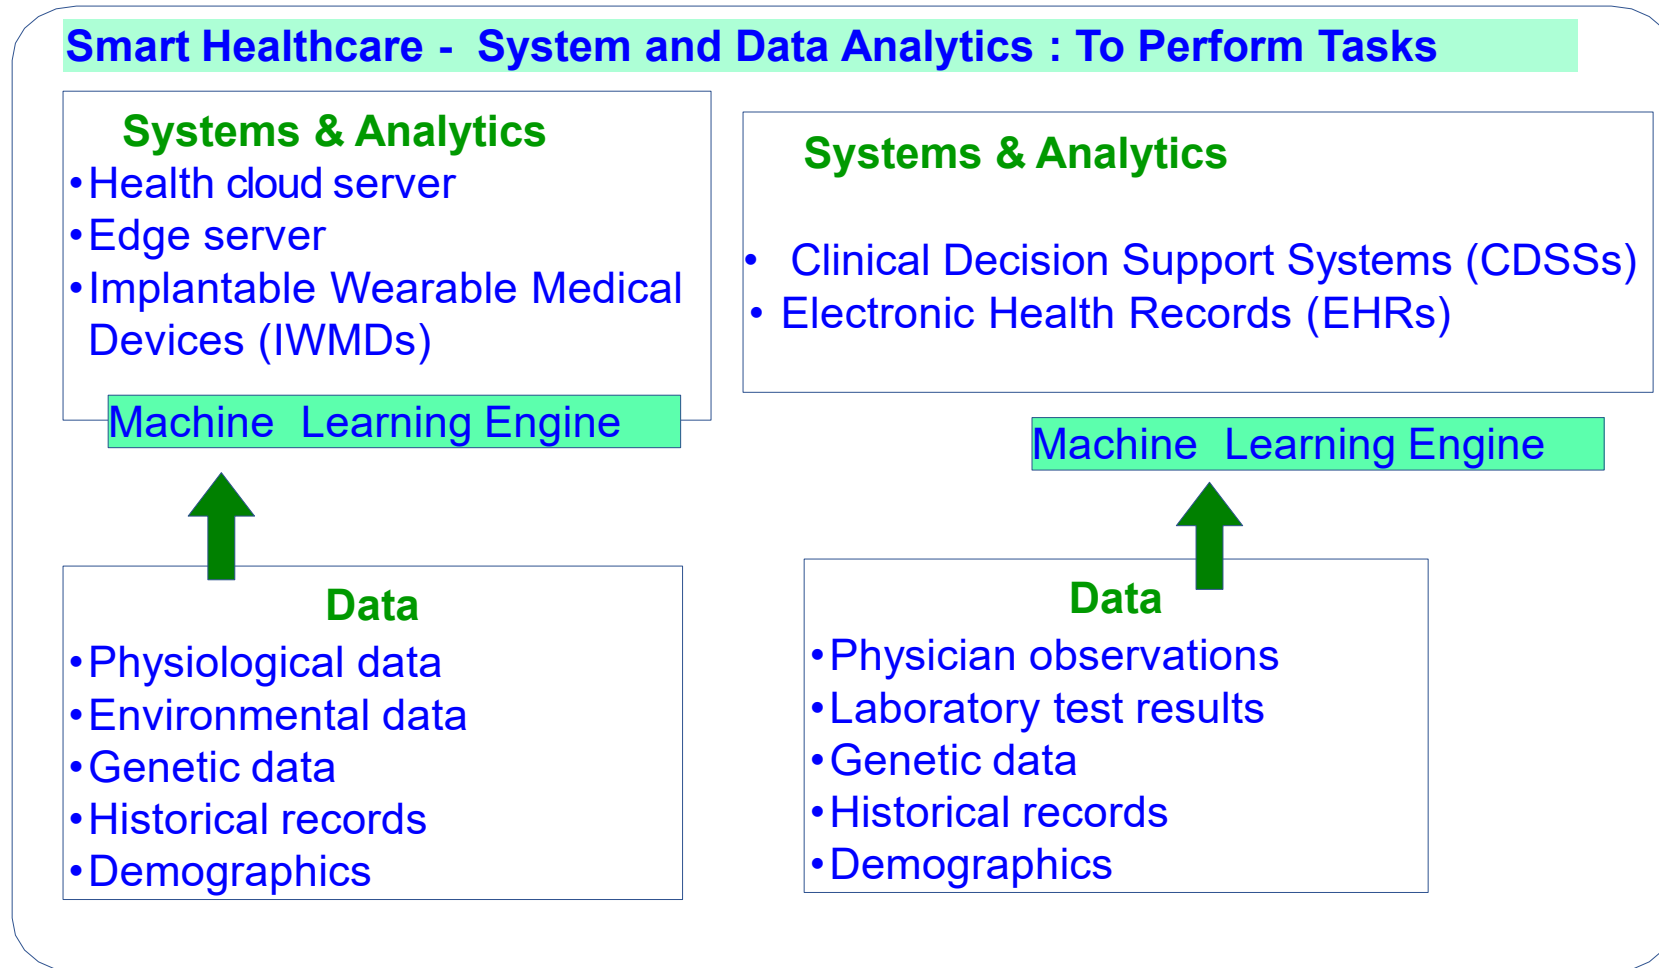 Smart Healthcare - System and Data Analytics : To Perform Tasks
Systems & Analytics
•Health cloud server
•Edge server
•Implantable Wearable Medical
Devices (IWMDs)
Machine Learning Engine
Data
•Physiological data
•Environmental data
•Genetic data
•Historical records
•Demographics
Systems & Analytics
• Clinical Decision Support Systems (CDSSs)
• Electronic Health Records (EHRs)
Machine Learning Engine
Data
•Physician observations
•Laboratory test results
•Genetic data
•Historical records
•Demographics